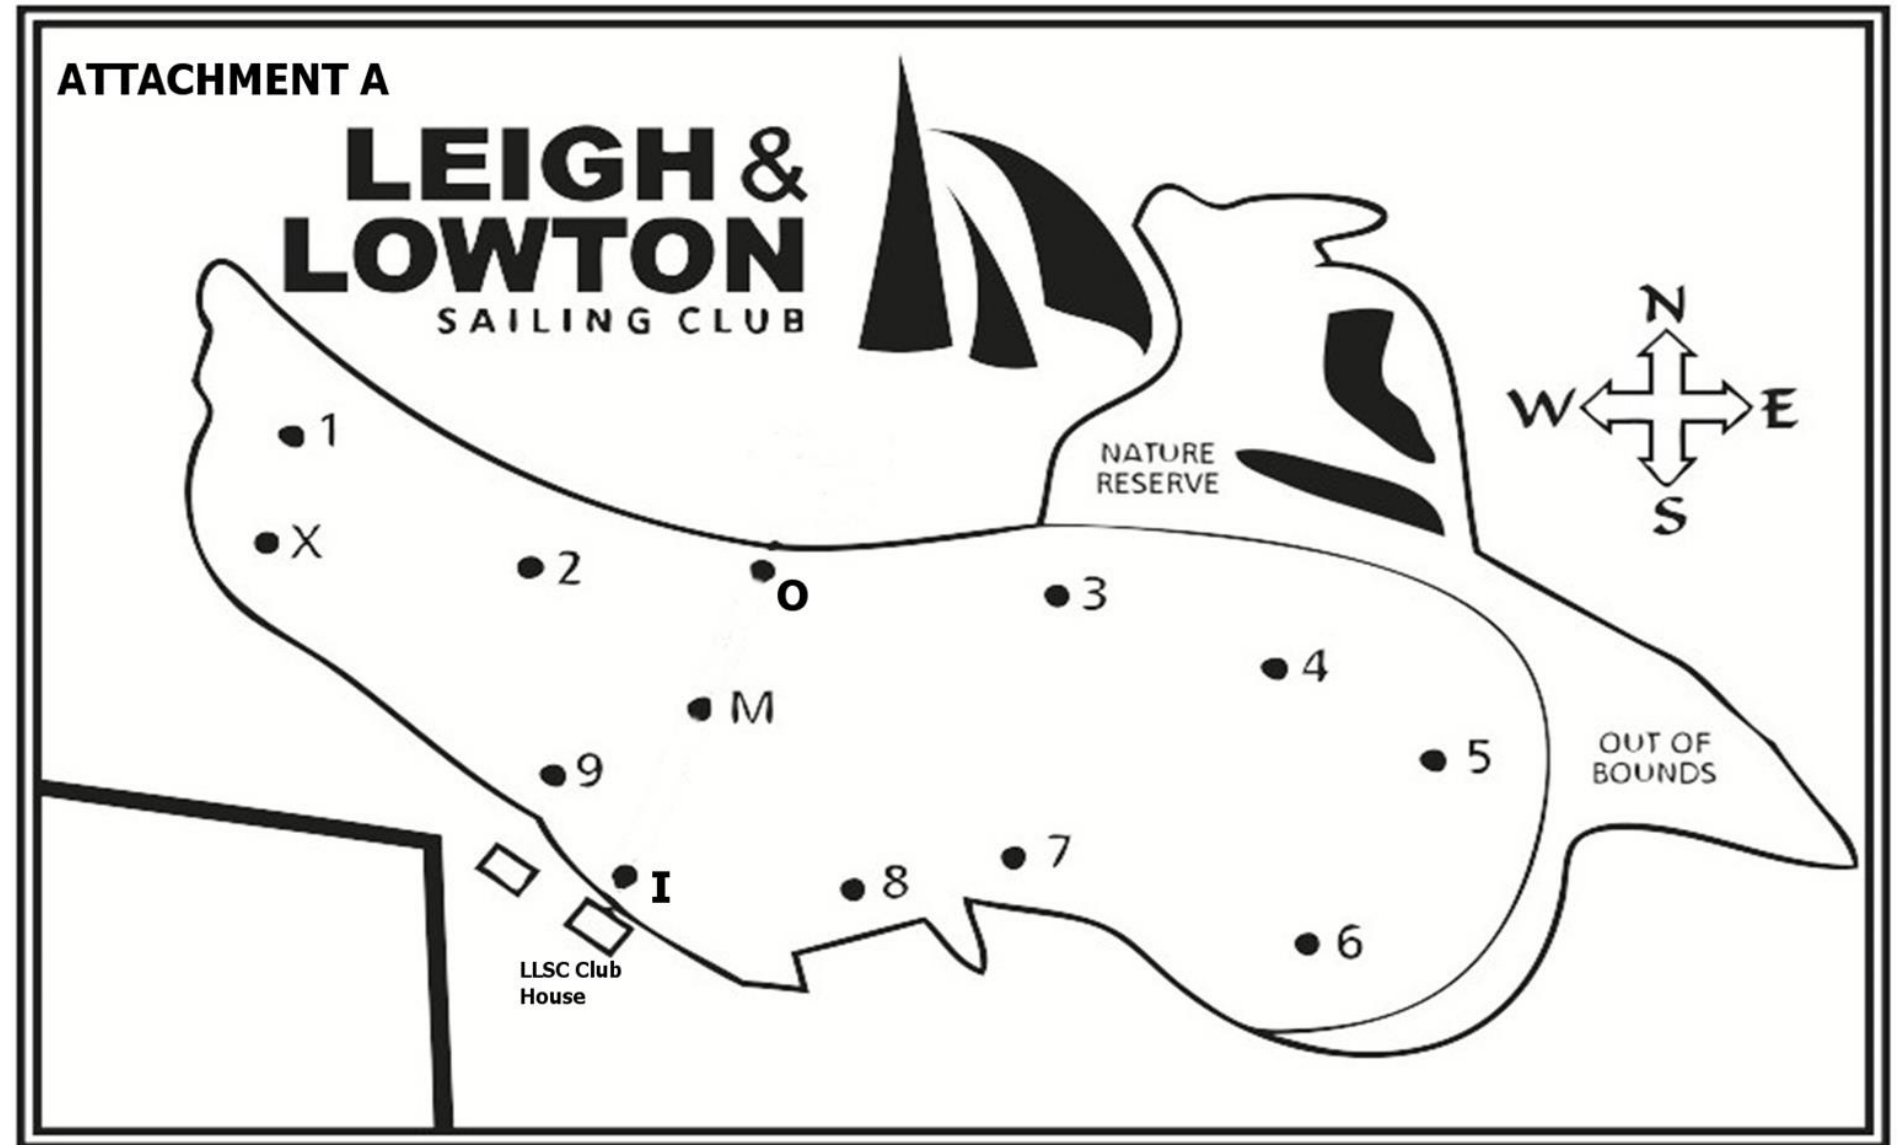 ATTACHMENT A
LEIGH &
LOWTON
SAILING CLUB
N
W
E
S
NATURE
RESERVE
1
X
2
O
3
4
M
5
OUT OF
BOUNDS
9
7
8
I
6
LLSC Club
House